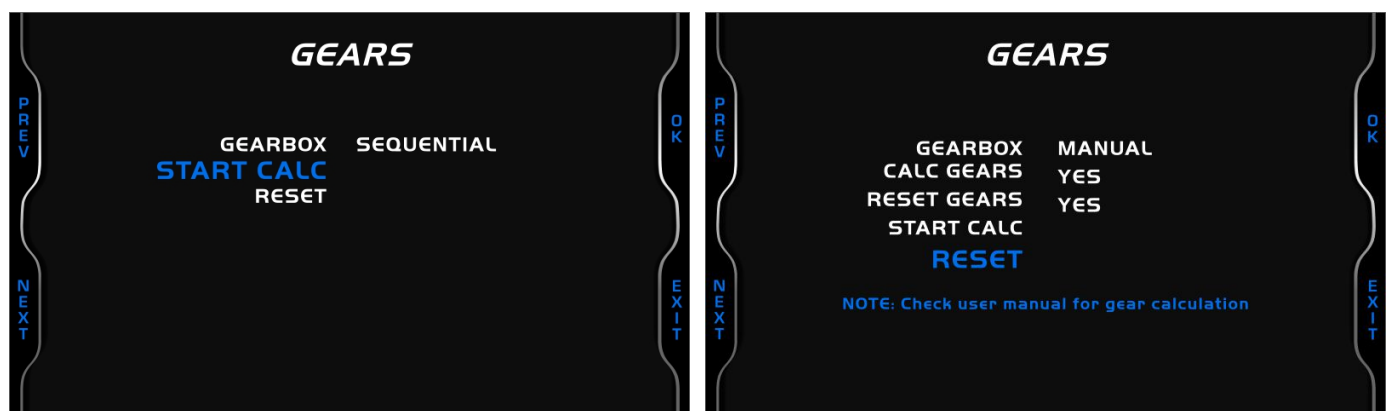 GEARS
PREV
OK
GEARBOX SEQUENTIAL
START CALC
RESET
NEXT
EXIT
GEARS
PREV
OK
GEARBOX MANUAL
CALC GEARS YES
RESET GEARS YES
START CALC
RESET
NEXT
EXIT
NOTE: Check user manual for gear calculation